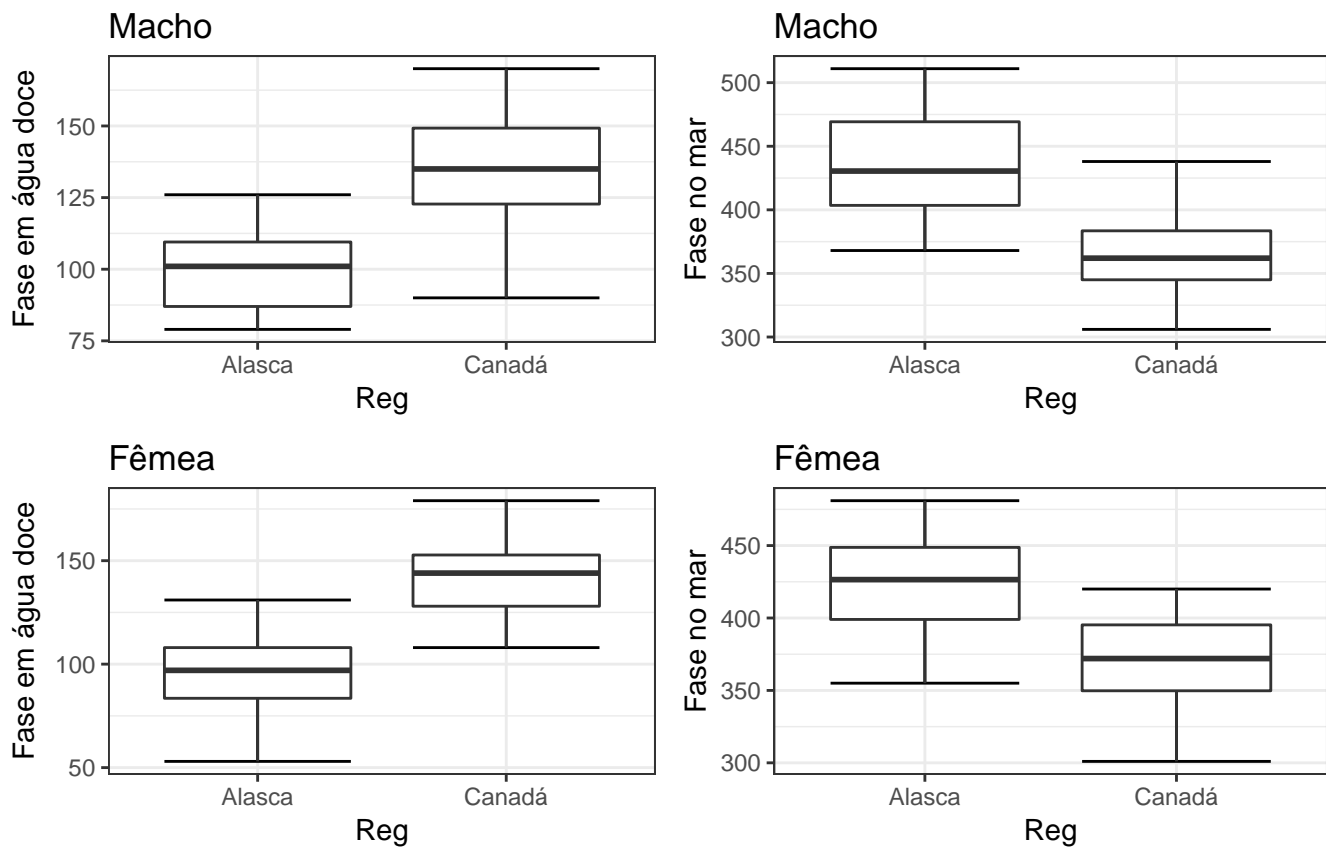 Macho
Fase em água doce
150
125
100
75
Alasca Canadá
Reg
Macho
Fase no mar
500
450
400
350
300
Alasca Canadá
Reg
Fêmea
Fase em água doce
150
100
50
Alasca Canadá
Reg
Fêmea
Fase no mar
450
400
350
300
Alasca Canadá
Reg